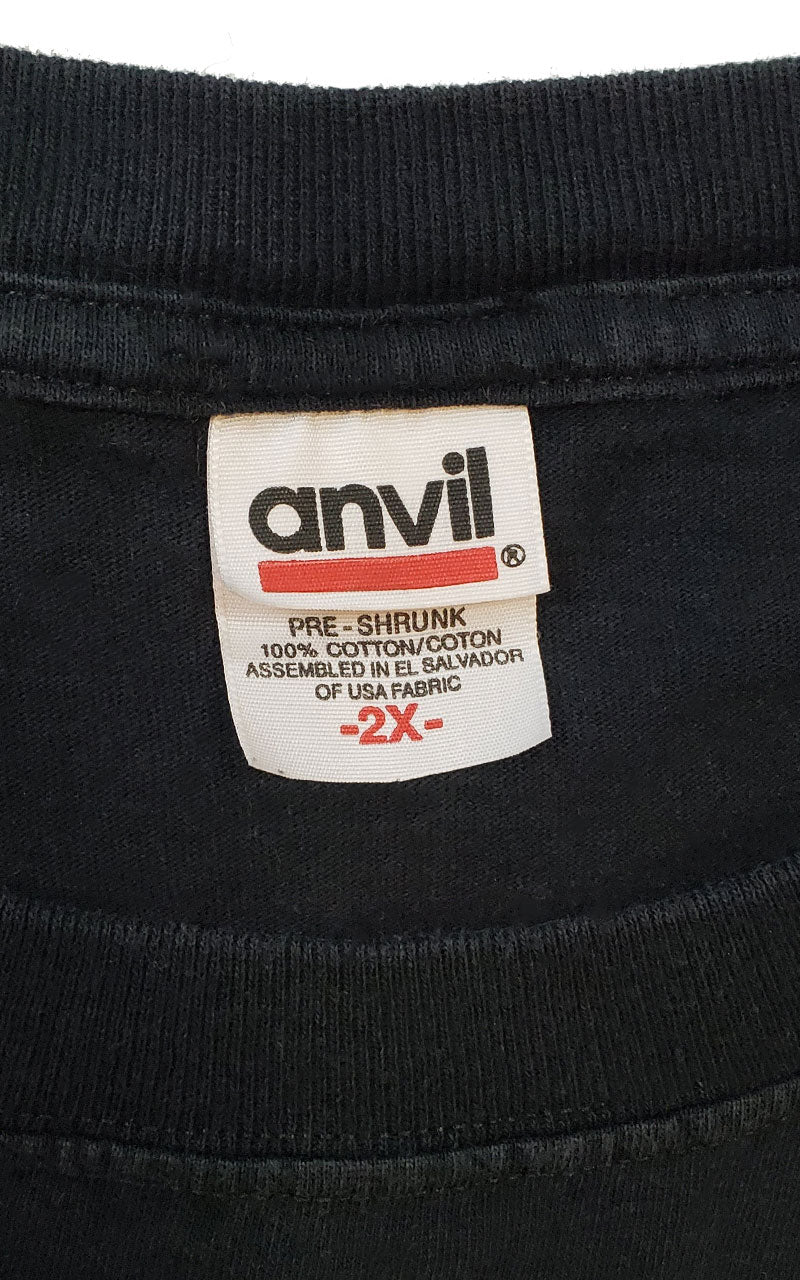 anvil
®
PRE-SHRUNK
100% COTTON/COTON
ASSEMBLED IN EL SALVADOR
OF USA FABRIC
-2X-